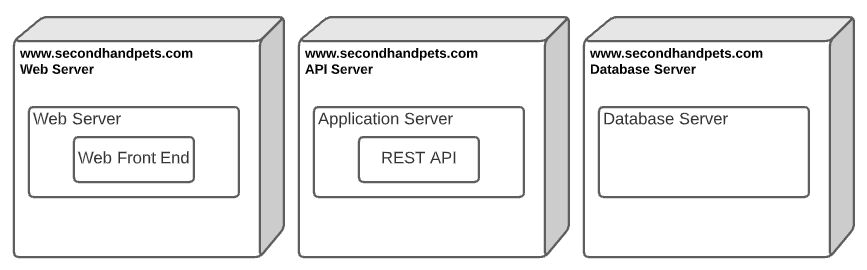 www.secondhandpets.com
Web Server
Web Server
Web Front End
www.secondhandpets.com
API Server
Application Server
REST API
www.secondhandpets.com
Database Server
Database Server